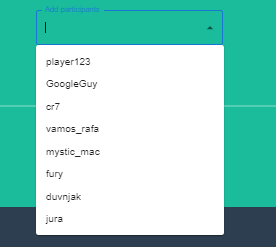 Add participants
player123
GoogleGuy
cr7
vamos_rafa
mystic_mac
fury
duvnjak
jura